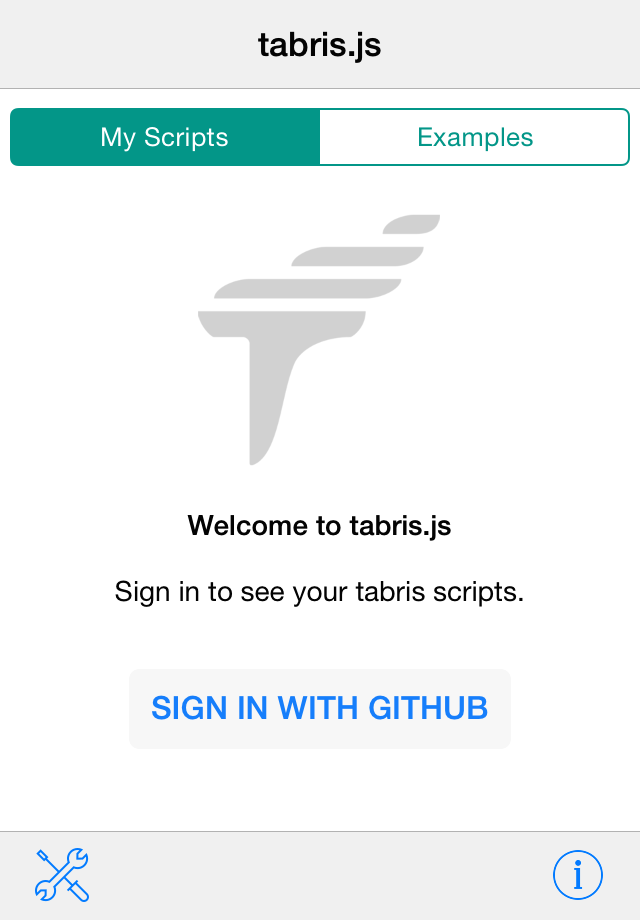 tabris.js
My Scripts
Examples
Welcome to tabris.js
Sign in to see your tabris scripts.
SIGN IN WITH GITHUB